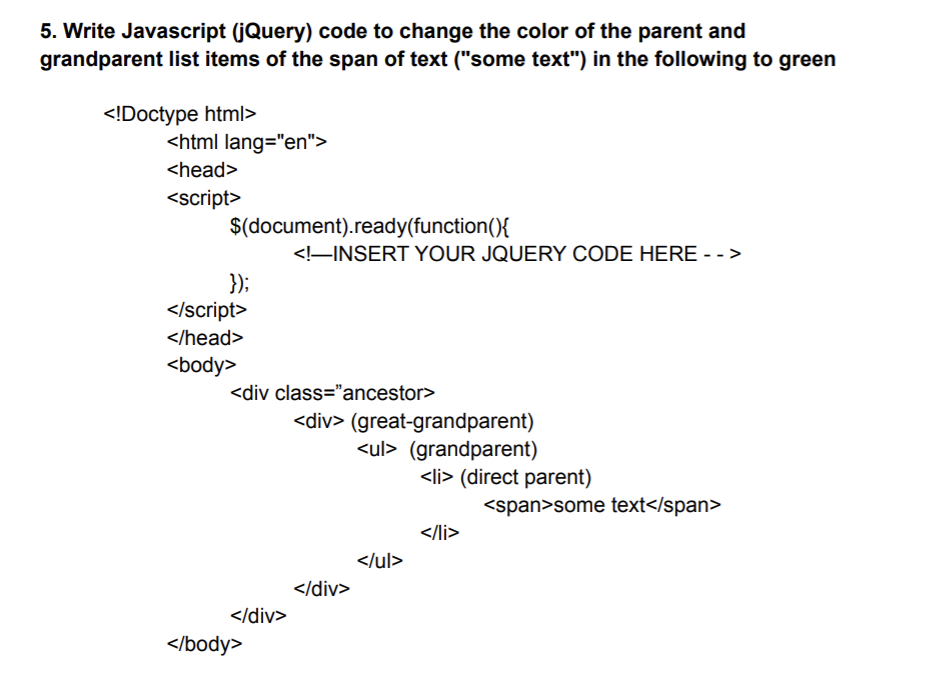 5. Write Javascript (jQuery) code to change the color of the parent and
grandparent list items of the span of text ("some text") in the following to green
<!Doctype html>
<html lang="en">
<head>
<script>
$(document).ready(function(){
<!—INSERT YOUR JQUERY CODE HERE - - >
});
</script>
</head>
<body>
<div class=”ancestor>
<div> (great-grandparent)
<ul> (grandparent)
<li> (direct parent)
<span>some text</span>
</li>
</ul>
</div>
</div>
</body>